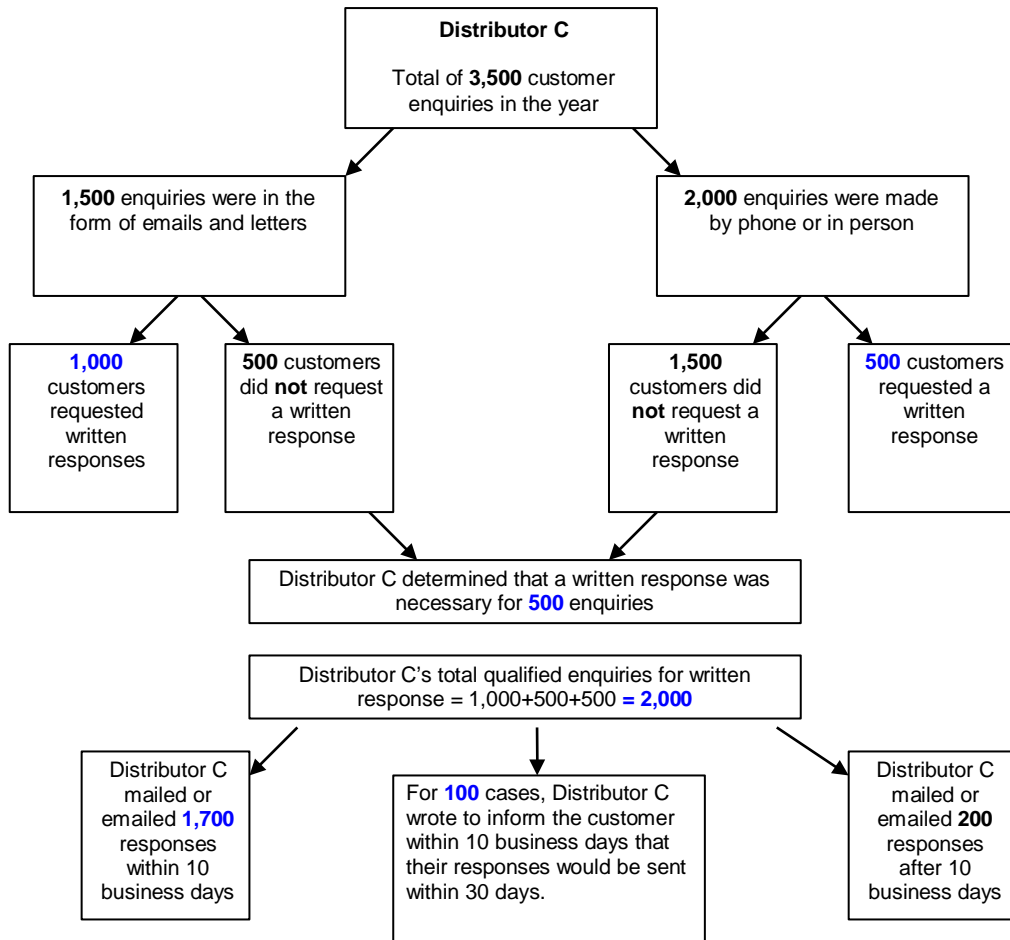 Distributor C
Total of 3,500 customer
enquiries in the year
1,500 enquiries were in the
form of emails and letters
2,000 enquiries were made
by phone or in person
1,000
customers
requested
written
responses
500 customers
did not request
a written
response
1,500
customers did
not request a
written
response
500 customers
requested a
written
response
Distributor C determined that a written response was
necessary for 500 enquiries
Distributor C’s total qualified enquiries for written
response = 1,000+500+500 = 2,000
Distributor C
mailed or
emailed 1,700
responses
within 10
business days
For 100 cases, Distributor C
wrote to inform the customer
within 10 business days that
their responses would be sent
within 30 days.
Distributor C
mailed or
emailed 200
responses
after 10
business days